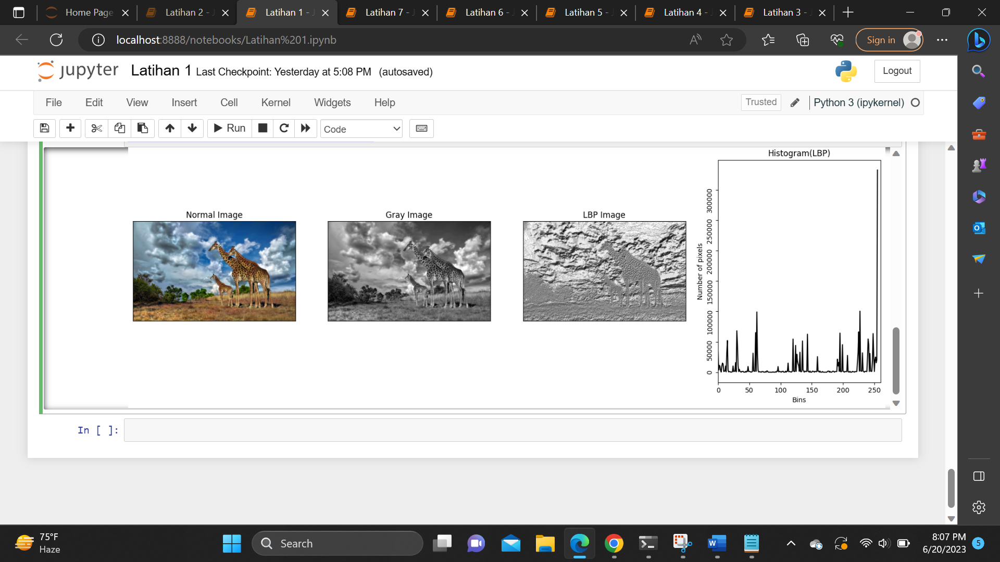 Home Page
Latihan 2 - J
Latihan 1 - J
Latihan 7 - J
Latihan 6 - J
Latihan 5 - J
Latihan 4 - J
Latihan 3 - J
localhost:8888/notebooks/Latihan%201.ipynb
Sign in
jupyter Latihan 1 Last Checkpoint: Yesterday at 5:08 PM (autosaved)
Logout
File Edit View Insert Cell Kernel Widgets Help
Trusted
Python 3 (ipykernel)
Run
Code
Histogram(LBP)
Normal Image
Gray Image
LBP Image
Number of pixels
300000
250000
200000
150000
100000
50000
0
0 50 100 150 200 250
Bins
In [ ]:
75°F
Haze
Search
8:07 PM
6/20/2023
5